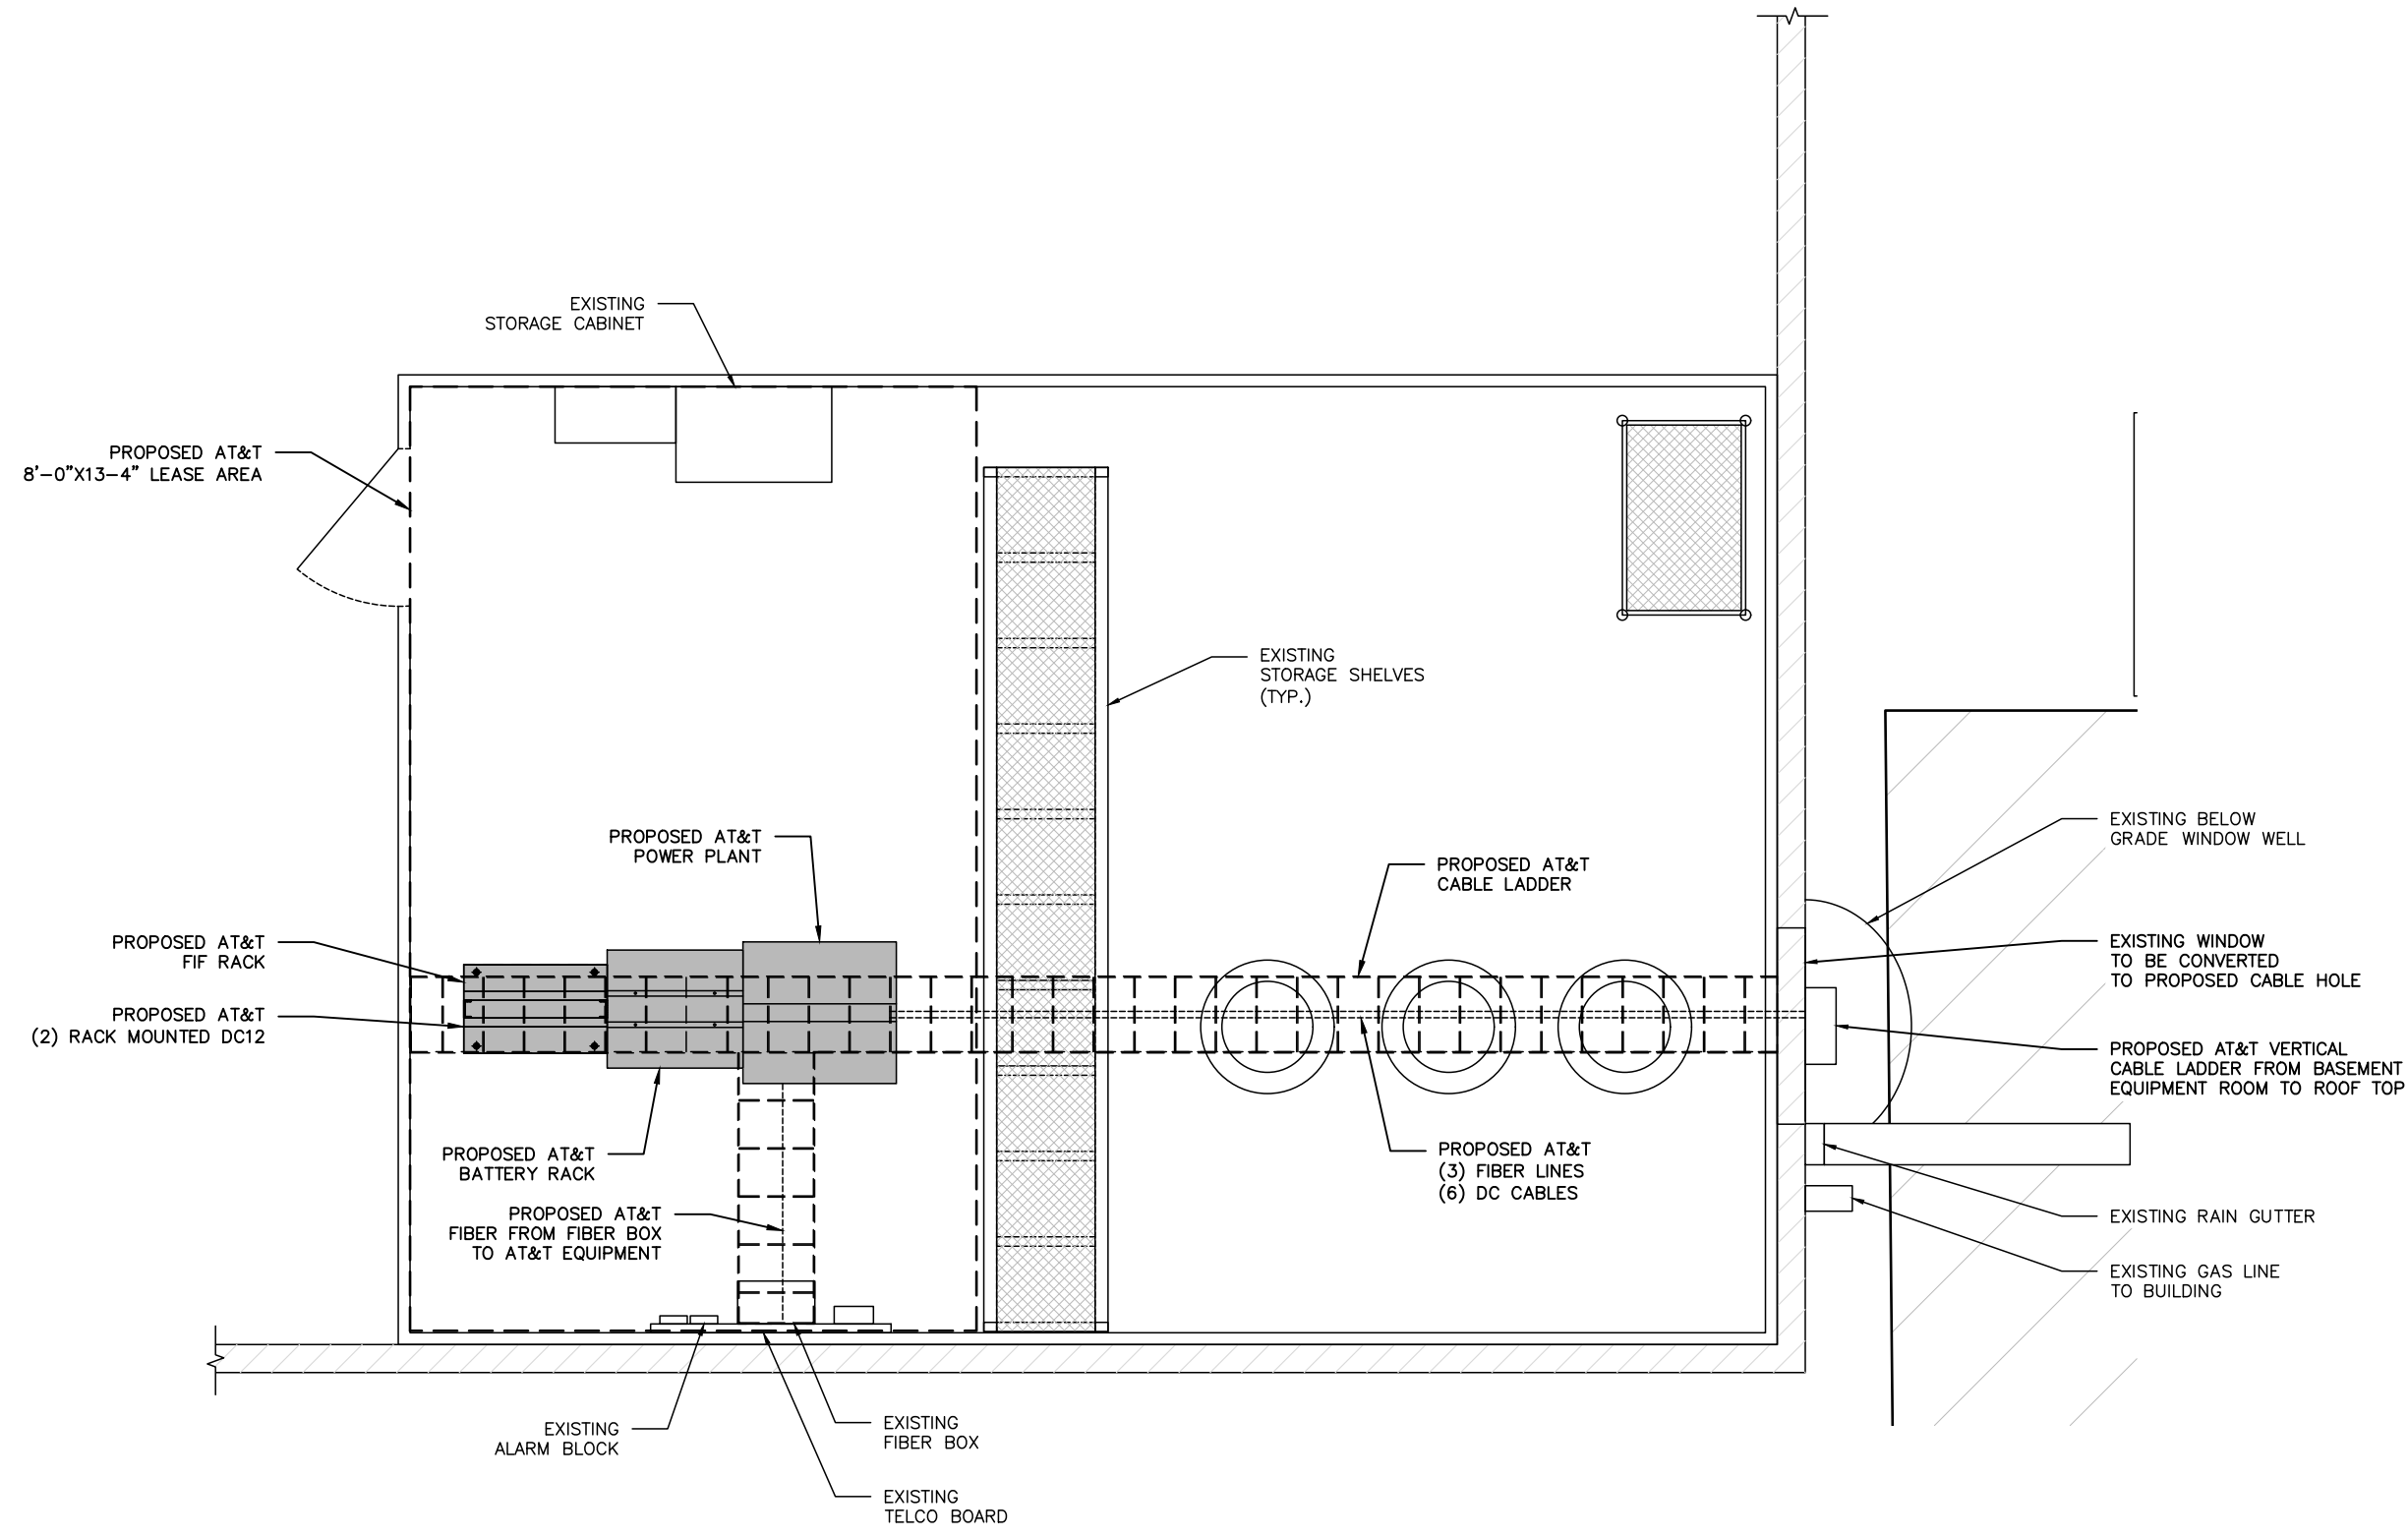 EXISTING
STORAGE CABINET
PROPOSED AT&T
8'-0"X13-4" LEASE AREA
EXISTING
STORAGE SHELVES
(TYP.)
PROPOSED AT&T
POWER PLANT
PROPOSED AT&T
CABLE LADDER
EXISTING BELOW
GRADE WINDOW WELL
PROPOSED AT&T
FIF RACK
EXISTING WINDOW
TO BE CONVERTED
TO PROPOSED CABLE HOLE
PROPOSED AT&T
(2) RACK MOUNTED DC12
PROPOSED AT&T VERTICAL
CABLE LADDER FROM BASEMENT
EQUIPMENT ROOM TO ROOF TOP
PROPOSED AT&T
BATTERY RACK
PROPOSED AT&T
(3) FIBER LINES
(6) DC CABLES
PROPOSED AT&T
FIBER FROM FIBER BOX
TO AT&T EQUIPMENT
EXISTING RAIN GUTTER
EXISTING GAS LINE
TO BUILDING
EXISTING
ALARM BLOCK
EXISTING
FIBER BOX
EXISTING
TELCO BOARD